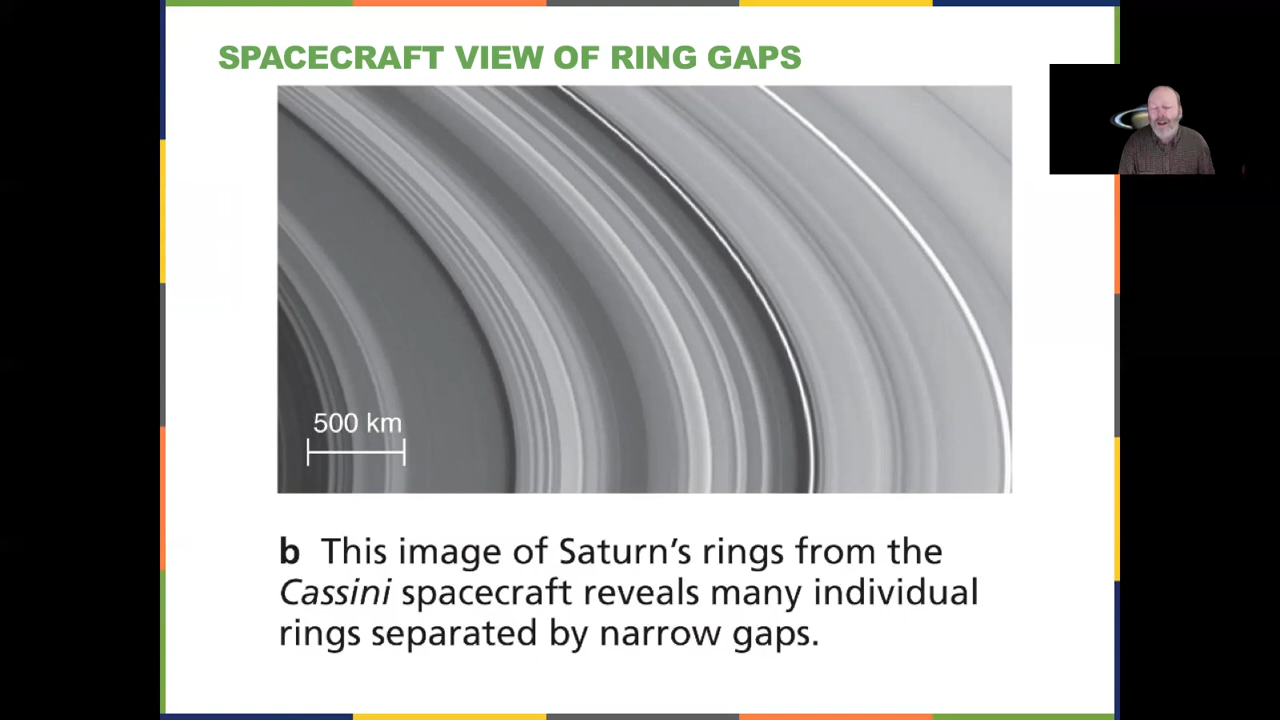 SPACECRAFT VIEW OF RING GAPS
500 km
b This image of Saturn's rings from the
Cassini spacecraft reveals many individual
rings separated by narrow gaps.